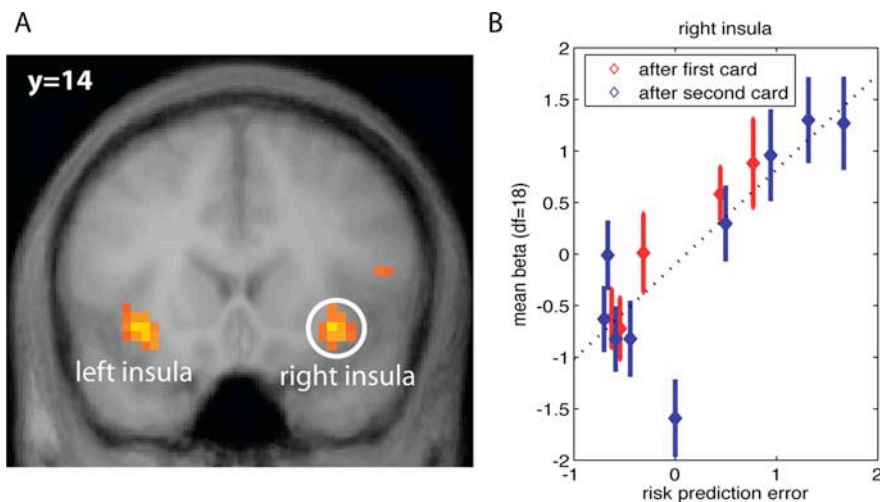 A
y=14
left insula
right insula
B
right insula
after first card
after second card
mean beta (df=18)
2
1.5
1
0.5
0
-0.5
-1
-1.5
-2
-1
0
1
2
risk prediction error